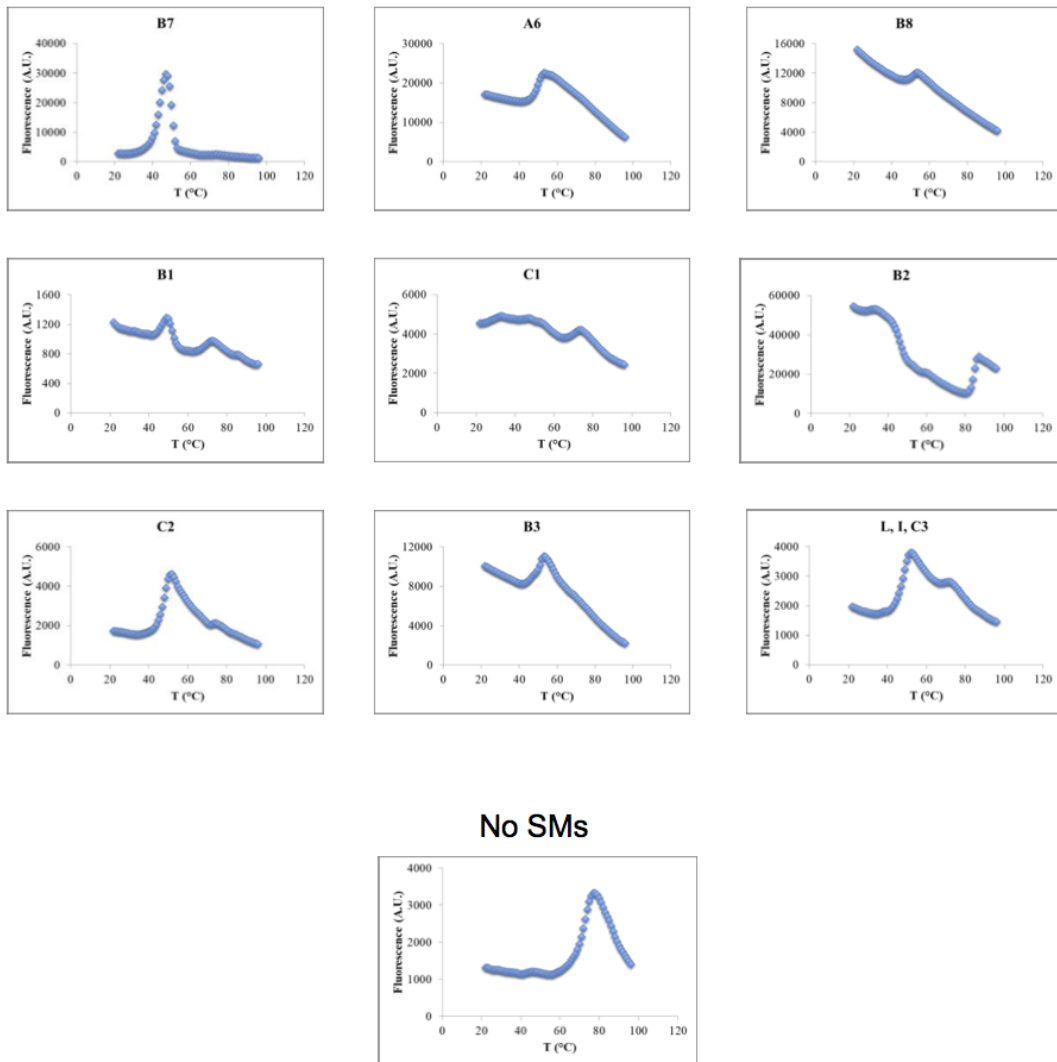 B7
Fluorescence (A.U.)
40000
30000
20000
10000
0
0 20 40 60 80 100 120
T (°C)
A6
Fluorescence (A.U.)
30000
20000
10000
0
0 20 40 60 80 100 120
T (°C)
B8
Fluorescence (A.U.)
16000
12000
8000
4000
0
0 20 40 60 80 100 120
T (°C)
B1
Fluorescence (A.U.)
1600
1200
800
400
0
0 20 40 60 80 100 120
T (°C)
C1
Fluorescence (A.U.)
6000
4000
2000
0
0 20 40 60 80 100 120
T (°C)
B2
Fluorescence (A.U.)
60000
40000
20000
0
0 20 40 60 80 100 120
T (°C)
C2
Fluorescence (A.U.)
6000
4000
2000
0
0 20 40 60 80 100 120
T (°C)
B3
Fluorescence (A.U.)
12000
8000
4000
0
0 20 40 60 80 100 120
T (°C)
L, I, C3
Fluorescence (A.U.)
4000
3000
2000
1000
0
0 20 40 60 80 100 120
T (°C)
No SMs
Fluorescence (A.U.)
4000
3000
2000
1000
0
0 20 40 60 80 100 120
T (°C)